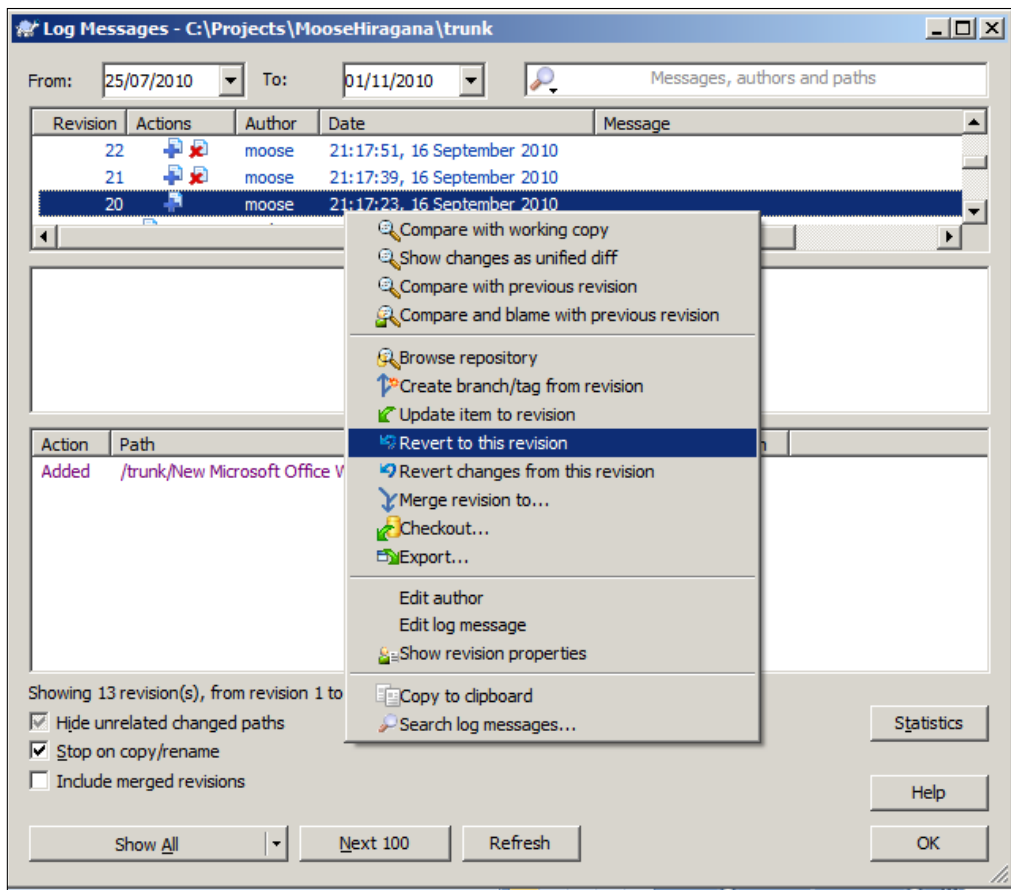 Log Messages - C:\Projects\MooseHiragana\trunk
From: 25/07/2010 To: 01/11/2010 Messages, authors and paths
Revision Actions Author Date Message
22 moose 21:17:51, 16 September 2010
21 moose 21:17:39, 16 September 2010
20 moose 21:17:23, 16 September 2010
Compare with working copy
Show changes as unified diff
Compare with previous revision
Compare and blame with previous revision
Browse repository
Create branch/tag from revision
Update item to revision
Revert to this revision
Revert changes from this revision
Merge revision to...
Checkout...
Export...
Edit author
Edit log message
Show revision properties
Copy to clipboard
Search log messages...
Action Path
Added /trunk/New Microsoft Office
Showing 13 revision(s), from revision 1 to
Hide unrelated changed paths
Statistics
Stop on copy/rename
Include merged revisions
Help
Show All Next 100 Refresh OK